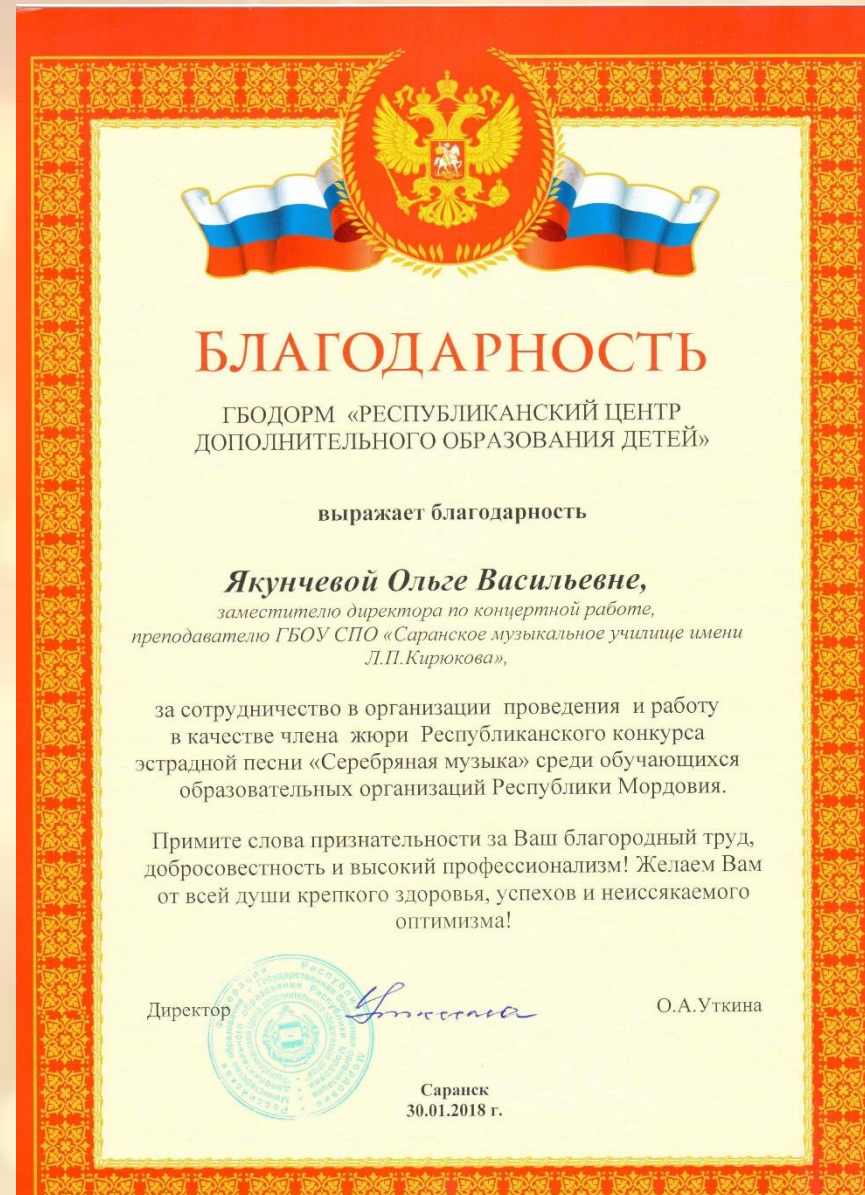 БЛАГОДАРНОСТЬ
ГБОДОРМ «РЕСПУБЛИКАНСКИЙ ЦЕНТР
ДОПОЛНИТЕЛЬНОГО ОБРАЗОВАНИЯ ДЕТЕЙ»
выражает благодарность
Якунчевой Ольге Васильевне,
заместителю директора по концертной работе,
преподавателю ГБОУ СПО «Саранское музыкальное училище имени
Л.П.Кирюкова»,
за сотрудничество в организации проведения и работу
в качестве члена жюри Республиканского конкурса
эстрадной песни «Серебряная музыка» среди обучающихся
образовательных организаций Республики Мордовия.
Примите слова признательности за Ваш благородный труд,
добросовестность и высокий профессионализм! Желаем Вам
от всей души крепкого здоровья, успехов и неиссякаемого
оптимизма!
Директор О.А.Уткина
Саранск
30.01.2018 г.